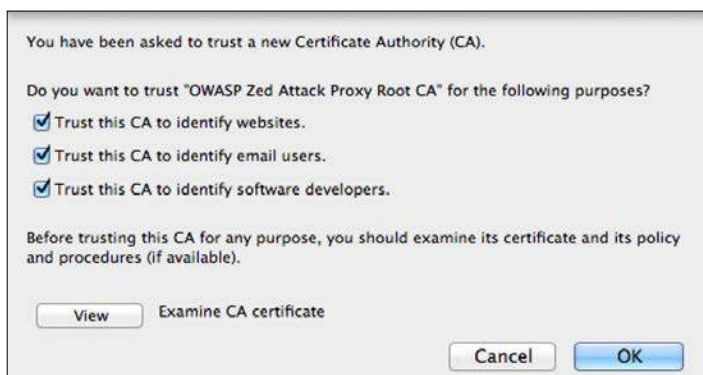 You have been asked to trust a new Certificate Authority (CA).
Do you want to trust "OWASP Zed Attack Proxy Root CA" for the following purposes?
Trust this CA to identify websites.
Trust this CA to identify email users.
Trust this CA to identify software developers.
Before trusting this CA for any purpose, you should examine its certificate and its policy
and procedures (if available).
View Examine CA certificate
Cancel OK